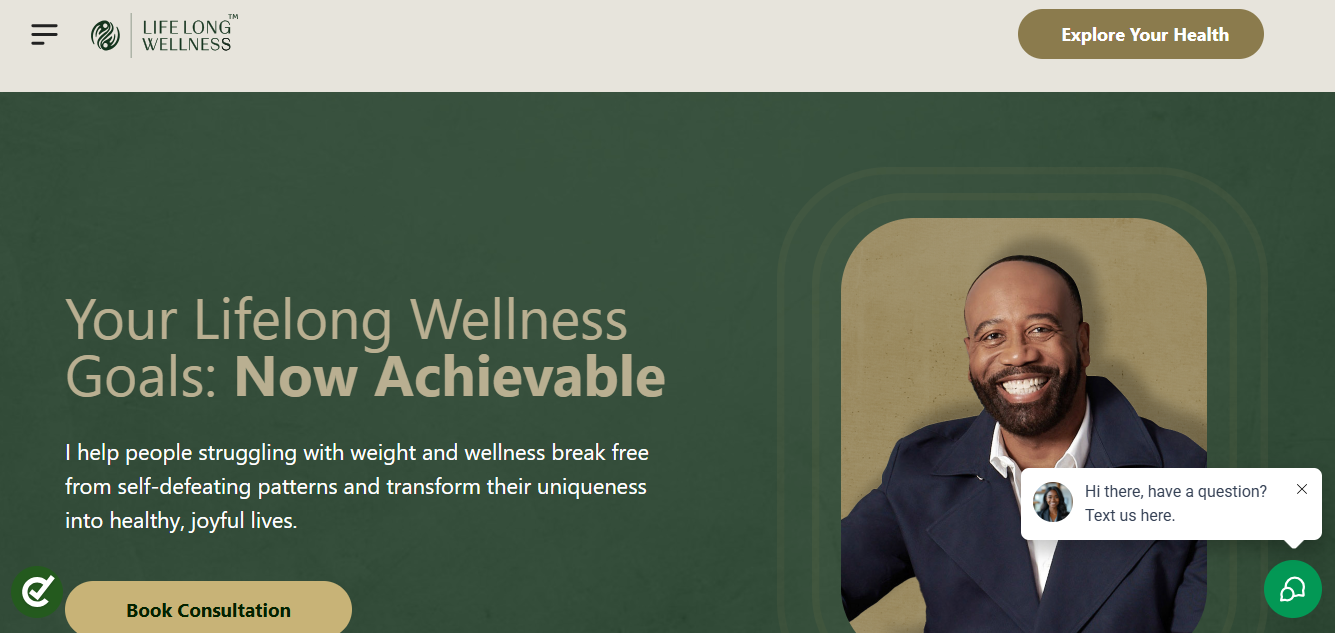 LIFE LONG™
WELLNESS
Explore Your Health
Your Lifelong Wellness
Goals: Now Achievable
I help people struggling with weight and wellness break free
from self-defeating patterns and transform their uniqueness
into healthy, joyful lives.
Book Consultation
Hi there, have a question?
Text us here.